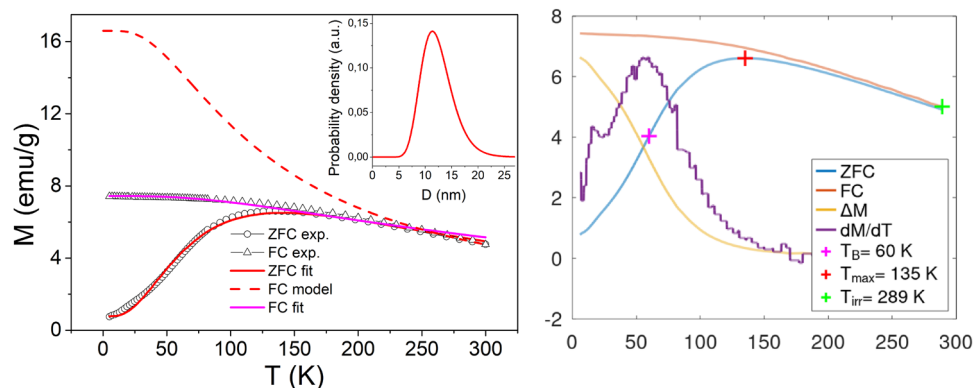 M (emu/g)
16
12
8
4
0
0
50
100
150
200
250
300
T (K)
ZFC exp.
FC exp.
ZFC fit
FC model
FC fit
Probability density (a.u.)
0,15
0,10
0,05
0,00
0
5
10
15
20
25
D (nm)
8
6
4
2
0
-2
0
50
100
150
200
250
300
ZFC
FC
ΔM
dM/dT
T_B= 60 K
T_max= 135 K
T_irr= 289 K